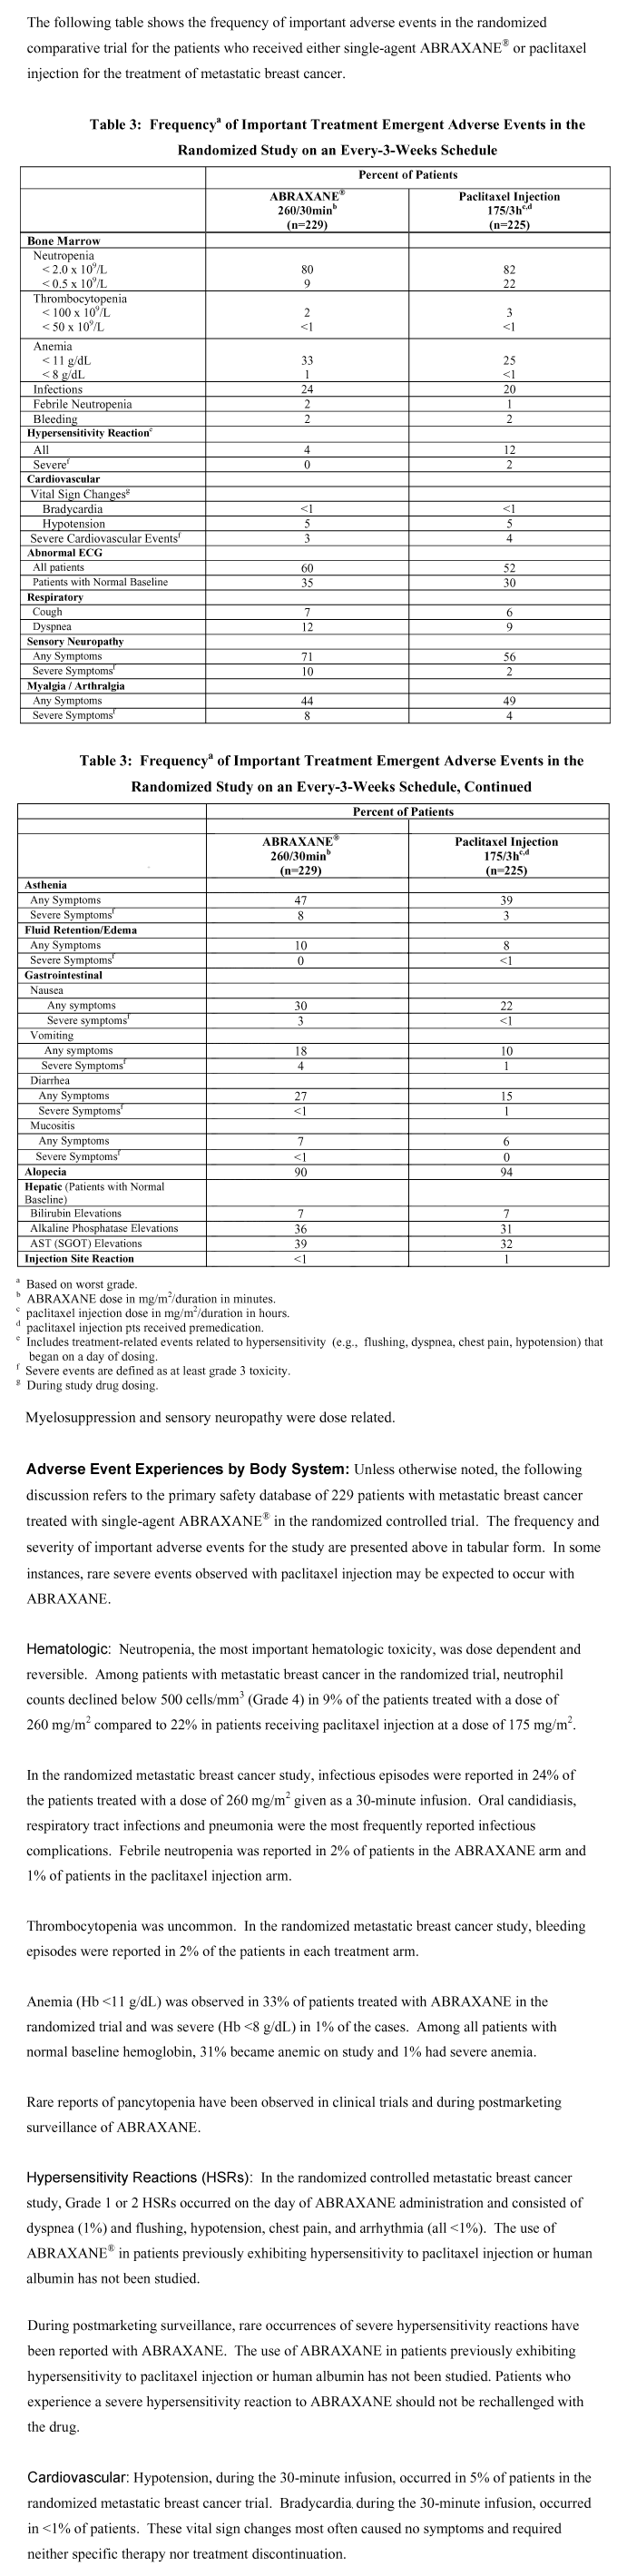 The following table shows the frequency of important adverse events in the randomized
comparative trial for the patients who received either single-agent ABRAXANE® or paclitaxel
injection for the treatment of metastatic breast cancer.
Table 3: Frequencyᵃ of Important Treatment Emergent Adverse Events in the
Randomized Study on an Every-3-Weeks Schedule
Percent of Patients
ABRAXANE® Paclitaxel Injection
260/30minᵇ 175/3hᶜ,ᵈ
(n=229) (n=225)
Bone Marrow
Neutropenia
< 2.0 x 10⁹/L 80 82
< 0.5 x 10⁹/L 9 22
Thrombocytopenia
< 100 x 10⁹/L 2 3
< 50 x 10⁹/L <1 <1
Anemia
< 11 g/dL 33 25
< 8 g/dL 1 <1
Infections 24 20
Febrile Neutropenia 2 1
Bleeding 2 2
Hypersensitivity Reactionᵉ
All 4 12
Severeᶠ 0 2
Cardiovascular
Vital Sign Changesᵍ
Bradycardia <1 <1
Hypotension 5 5
Severe Cardiovascular Eventsᶠ 3 4
Abnormal ECG
All patients 60 52
Patients with Normal Baseline 35 30
Respiratory
Cough 7 6
Dyspnea 12 9
Sensory Neuropathy
Any Symptoms 71 56
Severe Symptomsᶠ 10 2
Myalgia / Arthralgia
Any Symptoms 44 49
Severe Symptomsᶠ 8 4
Table 3: Frequencyᵃ of Important Treatment Emergent Adverse Events in the
Randomized Study on an Every-3-Weeks Schedule, Continued
Percent of Patients
ABRAXANE® Paclitaxel Injection
260/30minᵇ 175/3hᶜ,ᵈ
(n=229) (n=225)
Asthenia
Any Symptoms 47 39
Severe Symptomsᶠ 8 3
Fluid Retention/Edema
Any Symptoms 10 8
Severe Symptomsᶠ 0 <1
Gastrointestinal
Nausea
Any symptoms 30 22
Severe symptomsᶠ 3 <1
Vomiting
Any symptoms 18 10
Severe Symptomsᶠ 4 1
Diarrhea
Any Symptoms 27 15
Severe Symptomsᶠ <1 1
Mucositis
Any Symptoms 7 6
Severe Symptomsᶠ <1 0
Alopecia 90 94
Hepatic (Patients with Normal
Baseline)
Bilirubin Elevations 7 7
Alkaline Phosphatase Elevations 36 31
AST (SGOT) Elevations 39 32
Injection Site Reaction <1 1
ᵃ Based on worst grade.
ᵇ ABRAXANE dose in mg/m²/duration in minutes.
ᶜ paclitaxel injection dose in mg/m²/duration in hours.
ᵈ paclitaxel injection pts received premedication.
ᵉ Includes treatment-related events related to hypersensitivity (e.g., flushing, dyspnea, chest pain, hypotension) that
began on a day of dosing.
ᶠ Severe events are defined as at least grade 3 toxicity.
ᵍ During study drug dosing.
Myelosuppression and sensory neuropathy were dose related.
Adverse Event Experiences by Body System: Unless otherwise noted, the following
discussion refers to the primary safety database of 229 patients with metastatic breast cancer
treated with single-agent ABRAXANE® in the randomized controlled trial. The frequency and
severity of important adverse events for the study are presented above in tabular form. In some
instances, rare severe events observed with paclitaxel injection may be expected to occur with
ABRAXANE.
Hematologic: Neutropenia, the most important hematologic toxicity, was dose dependent and
reversible. Among patients with metastatic breast cancer in the randomized trial, neutrophil
counts declined below 500 cells/mm³ (Grade 4) in 9% of the patients treated with a dose of
260 mg/m² compared to 22% in patients receiving paclitaxel injection at a dose of 175 mg/m².
In the randomized metastatic breast cancer study, infectious episodes were reported in 24% of
the patients treated with a dose of 260 mg/m² given as a 30-minute infusion. Oral candidiasis,
respiratory tract infections and pneumonia were the most frequently reported infectious
complications. Febrile neutropenia was reported in 2% of patients in the ABRAXANE arm and
1% of patients in the paclitaxel injection arm.
Thrombocytopenia was uncommon. In the randomized metastatic breast cancer study, bleeding
episodes were reported in 2% of the patients in each treatment arm.
Anemia (Hb <11 g/dL) was observed in 33% of patients treated with ABRAXANE in the
randomized trial and was severe (Hb <8 g/dL) in 1% of the cases. Among all patients with
normal baseline hemoglobin, 31% became anemic on study and 1% had severe anemia.
Rare reports of pancytopenia have been observed in clinical trials and during postmarketing
surveillance of ABRAXANE.
Hypersensitivity Reactions (HSRs): In the randomized controlled metastatic breast cancer
study, Grade 1 or 2 HSRs occurred on the day of ABRAXANE administration and consisted of
dyspnea (1%) and flushing, hypotension, chest pain, and arrhythmia (all <1%). The use of
ABRAXANE® in patients previously exhibiting hypersensitivity to paclitaxel injection or human
albumin has not been studied.
During postmarketing surveillance, rare occurrences of severe hypersensitivity reactions have
been reported with ABRAXANE. The use of ABRAXANE in patients previously exhibiting
hypersensitivity to paclitaxel injection or human albumin has not been studied. Patients who
experience a severe hypersensitivity reaction to ABRAXANE should not be rechallenged with
the drug.
Cardiovascular: Hypotension, during the 30-minute infusion, occurred in 5% of patients in the
randomized metastatic breast cancer trial. Bradycardia, during the 30-minute infusion, occurred
in <1% of patients. These vital sign changes most often caused no symptoms and required
neither specific therapy nor treatment discontinuation.